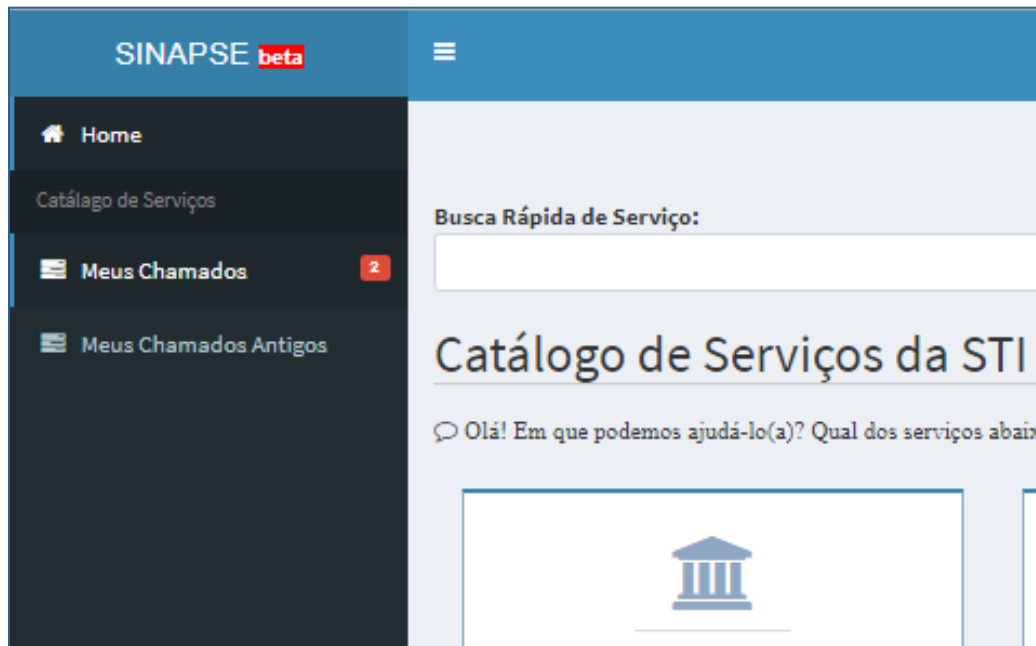 SINAPSE beta
Home
Catálago de Serviços
Meus Chamados 2
Meus Chamados Antigos
Busca Rápida de Serviço:
Catálogo de Serviços da STI
Olá! Em que podemos ajudá-lo(a)? Qual dos serviços